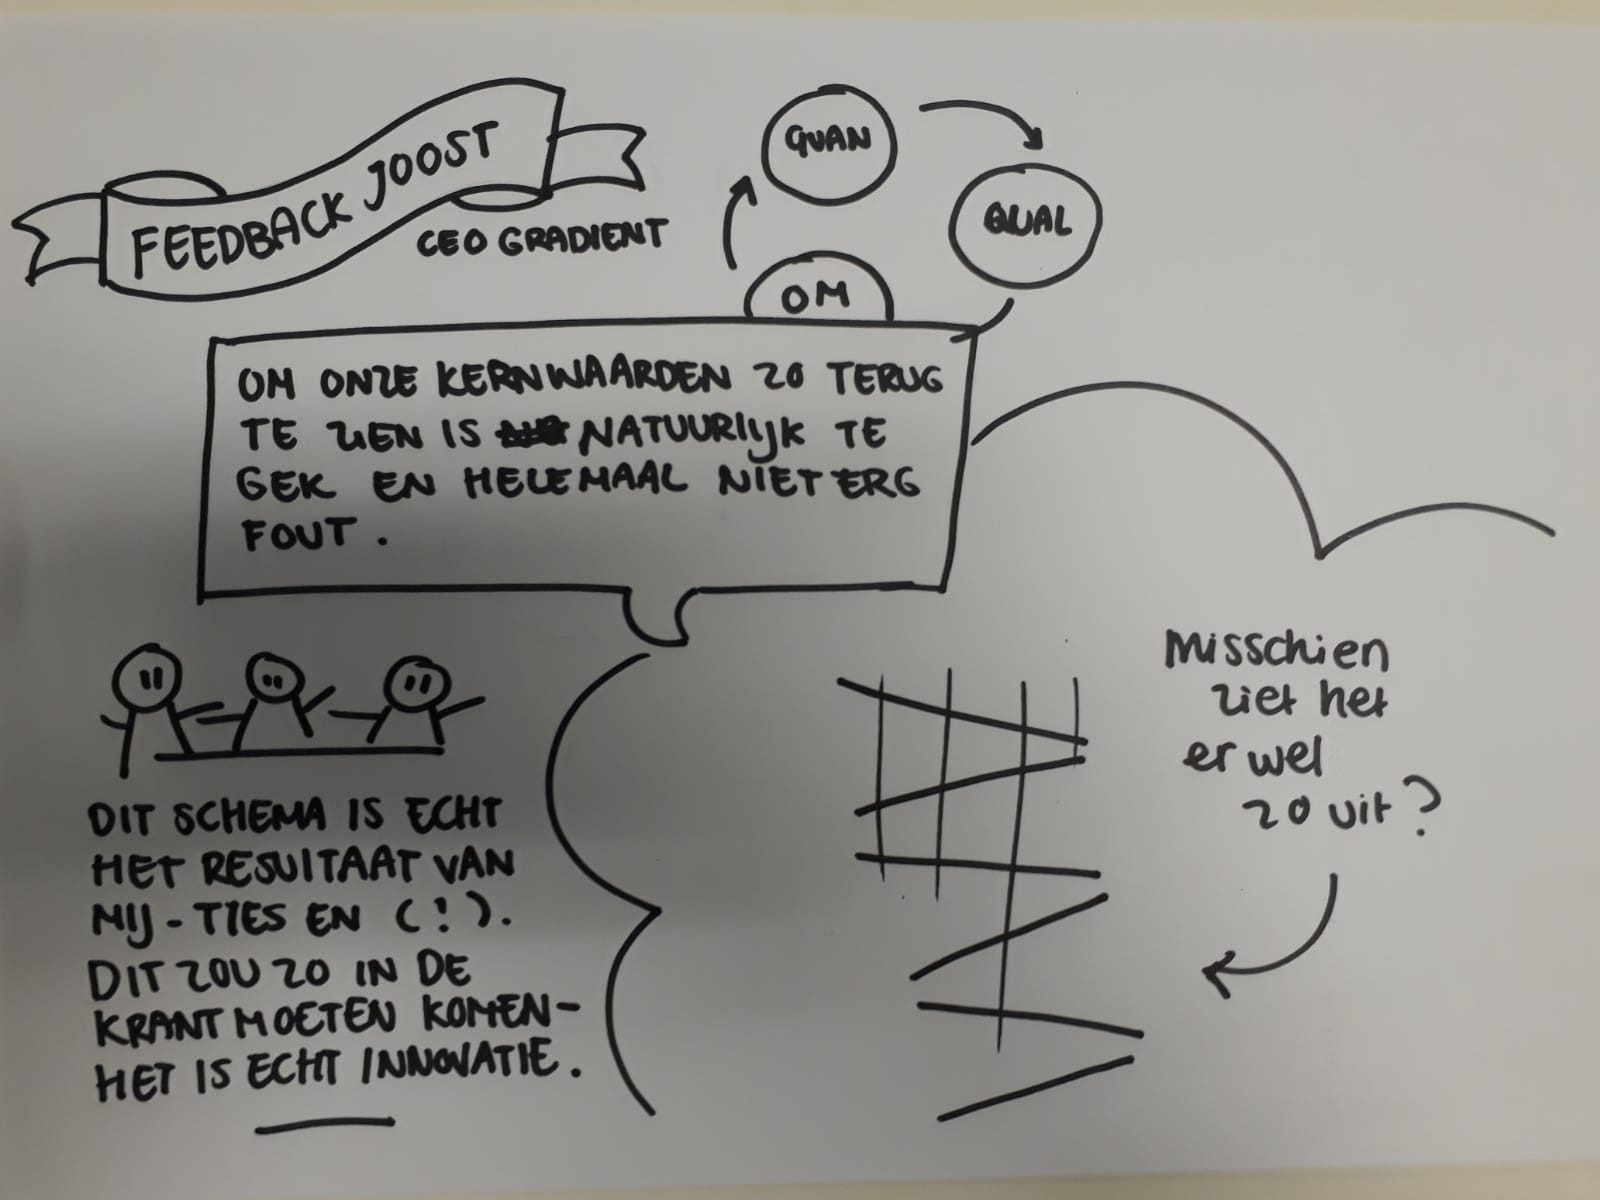 FEEDBACK JOOST
CEO GRADIENT
QUAN
QUAL
OM
OM ONZE KERNWAARDEN ZO TERUG
TE ZIEN IS NATUURLIJK TE
GEK EN HELEMAAL NIET ERG
FOUT.
DIT SCHEMA IS ECHT
HET RESULTAAT VAN
MIJ-TIES EN (!).
DIT ZOU ZO IN DE
KRANT MOETEN KOMEN-
HET IS ECHT INNOVATIE.
Misschien
ziet het
er wel
zo uit?